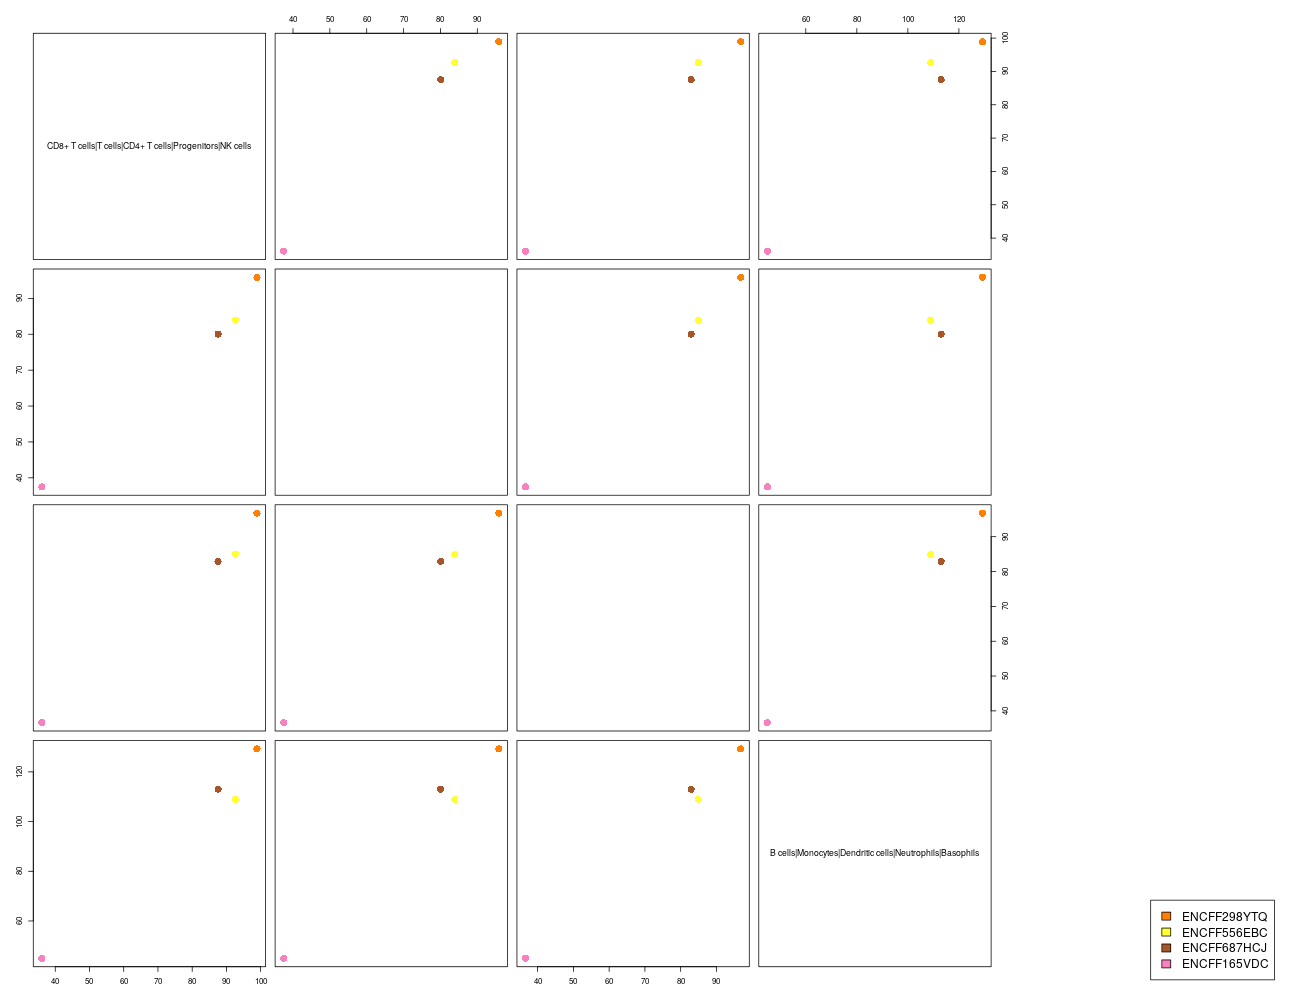 40 50 60 70 80 90
60 80 100 120
CD8+ T cells|T cells|CD4+ T cells|Progenitors|NK cells
40 50 60 70 80 90 100
40 50 60 70 80 90
40 50 60 70 80 90
60 80 100 120
B cells|Monocytes|Dendritic cells|Neutrophils|Basophils
40 50 60 70 80 90 100
40 50 60 70 80 90
ENCFF298YTQ
ENCFF556EBC
ENCFF687HCJ
ENCFF165VDC